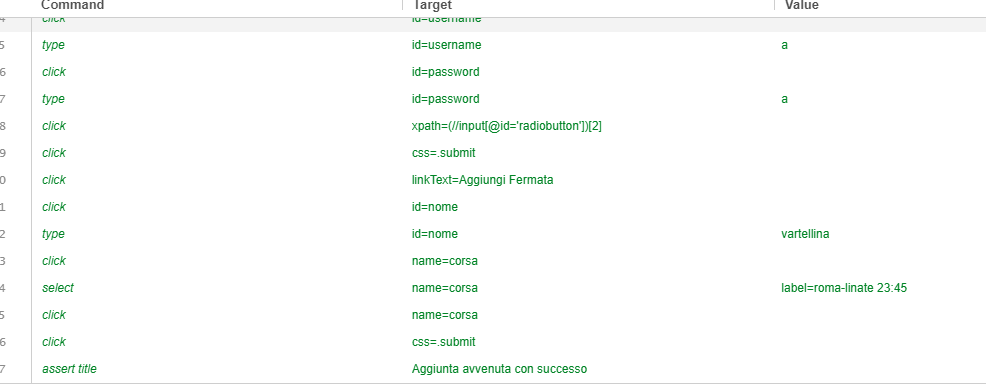 Command Target Value
4 click id=username
5 type id=username a
6 click id=password
7 type id=password a
8 click xpath=(//input[@id='radiobutton'])[2]
9 click css=.submit
0 click linkText=Aggiungi Fermata
1 click id=nome
2 type id=nome vartellina
3 click name=corsa
4 select name=corsa label=roma-linate 23:45
5 click name=corsa
6 click css=.submit
7 assert title Aggiunta avvenuta con successo